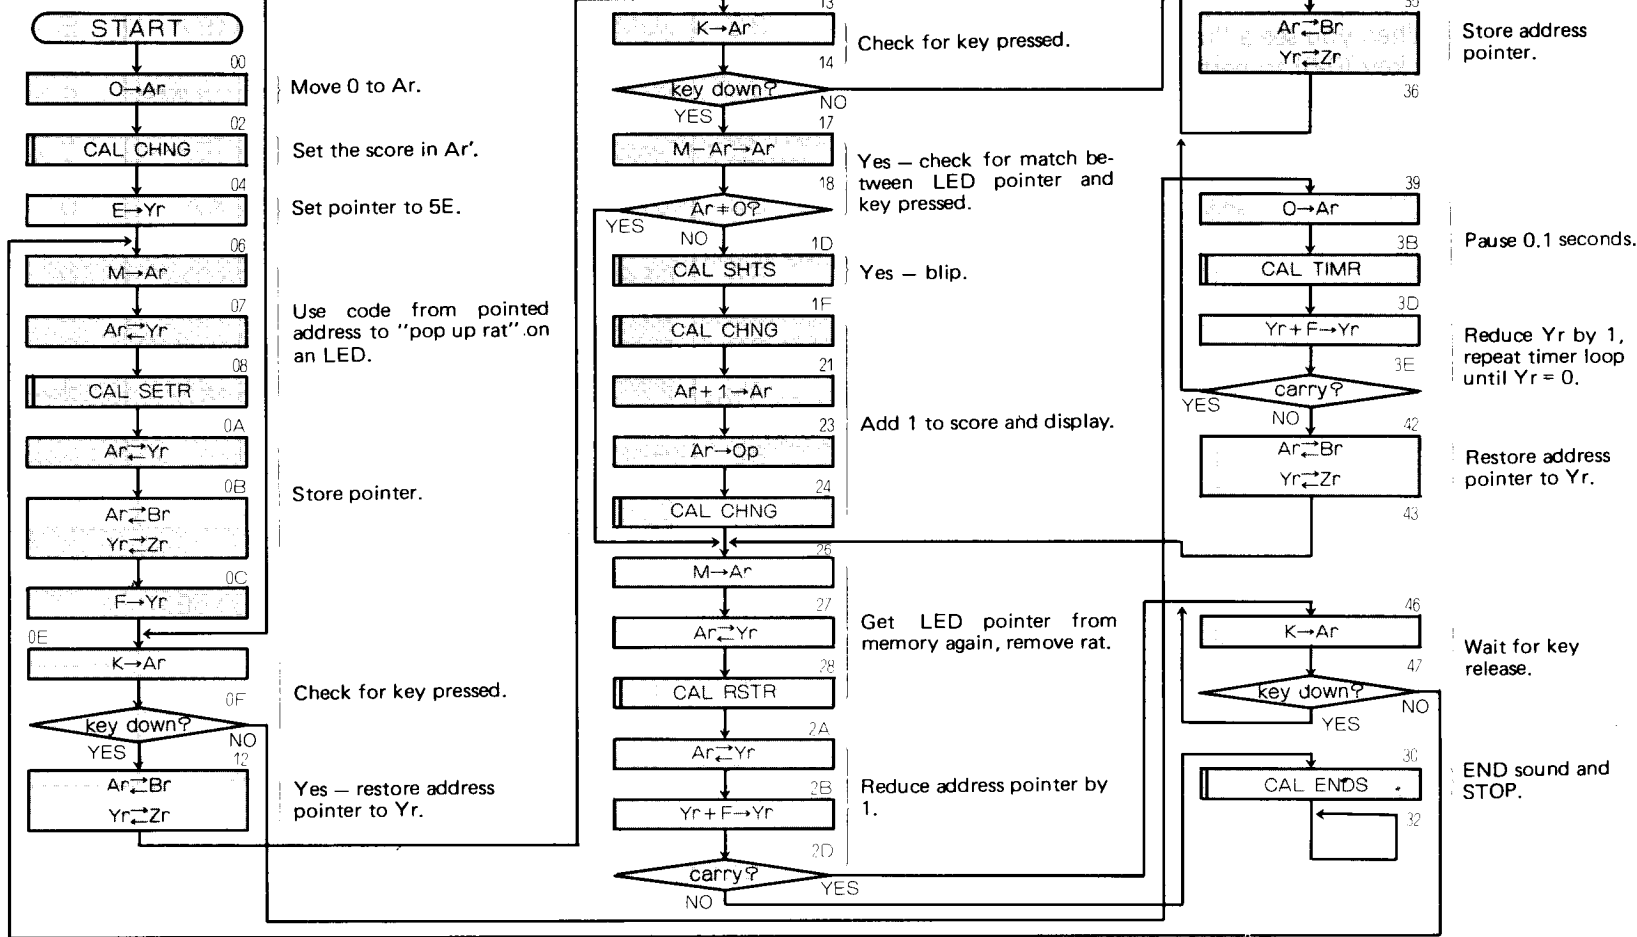 START
00
O→Ar
Move 0 to Ar.
02
CAL CHNG
Set the score in Ar'.
04
E→Yr
Set pointer to 5E.
06
M→Ar
07
Ar⇄Yr
Use code from pointed
address to "pop up rat" on
an LED.
08
CAL SETR
0A
Ar⇄Yr
0B
Ar⇄Br
Yr⇄Zr
Store pointer.
0C
F→Yr
0E
K→Ar
0F
Check for key pressed.
key down?
YES
NO
12
Ar⇄Br
Yr⇄Zr
Yes – restore address
pointer to Yr.
13
K→Ar
Check for key pressed.
14
key down?
NO
YES
17
M–Ar→Ar
Yes – check for match be-
tween LED pointer and
key pressed.
18
Ar≠0?
YES
NO
1D
CAL SHTS
Yes – blip.
1F
CAL CHNG
21
Ar+1→Ar
23
Add 1 to score and display.
Ar→Op
24
CAL CHNG
26
M→Ar
27
Ar⇄Yr
Get LED pointer from
memory again, remove rat.
28
CAL RSTR
2A
Ar⇄Yr
2B
Reduce address pointer by
1.
Yr+F→Yr
2D
carry?
YES
NO
35
Ar⇄Br
Yr⇄Zr
Store address
pointer.
36
39
O→Ar
3B
Pause 0.1 seconds.
CAL TIMR
3D
Yr+F→Yr
3E
Reduce Yr by 1,
repeat timer loop
until Yr = 0.
carry?
YES
NO
42
Ar⇄Br
Yr⇄Zr
Restore address
pointer to Yr.
43
46
K→Ar
47
Wait for key
release.
key down?
NO
YES
30
CAL ENDS
END sound and
STOP.
32